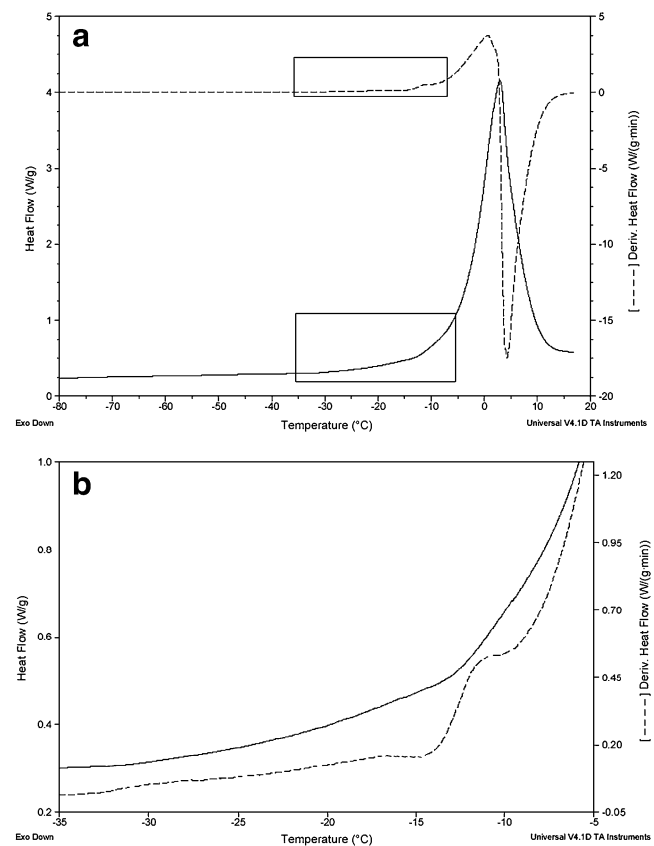 a
5
4
3
2
1
0
Heat Flow (W/g)
5
0
-5
-10
-15
-20
[ ---- ] Deriv. Heat Flow (W/(g·min))
-80 -70 -60 -50 -40 -30 -20 -10 0 10 20
Exo Down Temperature (°C) Universal V4.1D TA Instruments
b
1.0
0.8
0.6
0.4
0.2
Heat Flow (W/g)
1.20
0.95
0.70
0.45
0.20
-0.05
[ ---- ] Deriv. Heat Flow (W/(g·min))
-35 -30 -25 -20 -15 -10 -5
Exo Down Temperature (°C) Universal V4.1D TA Instruments